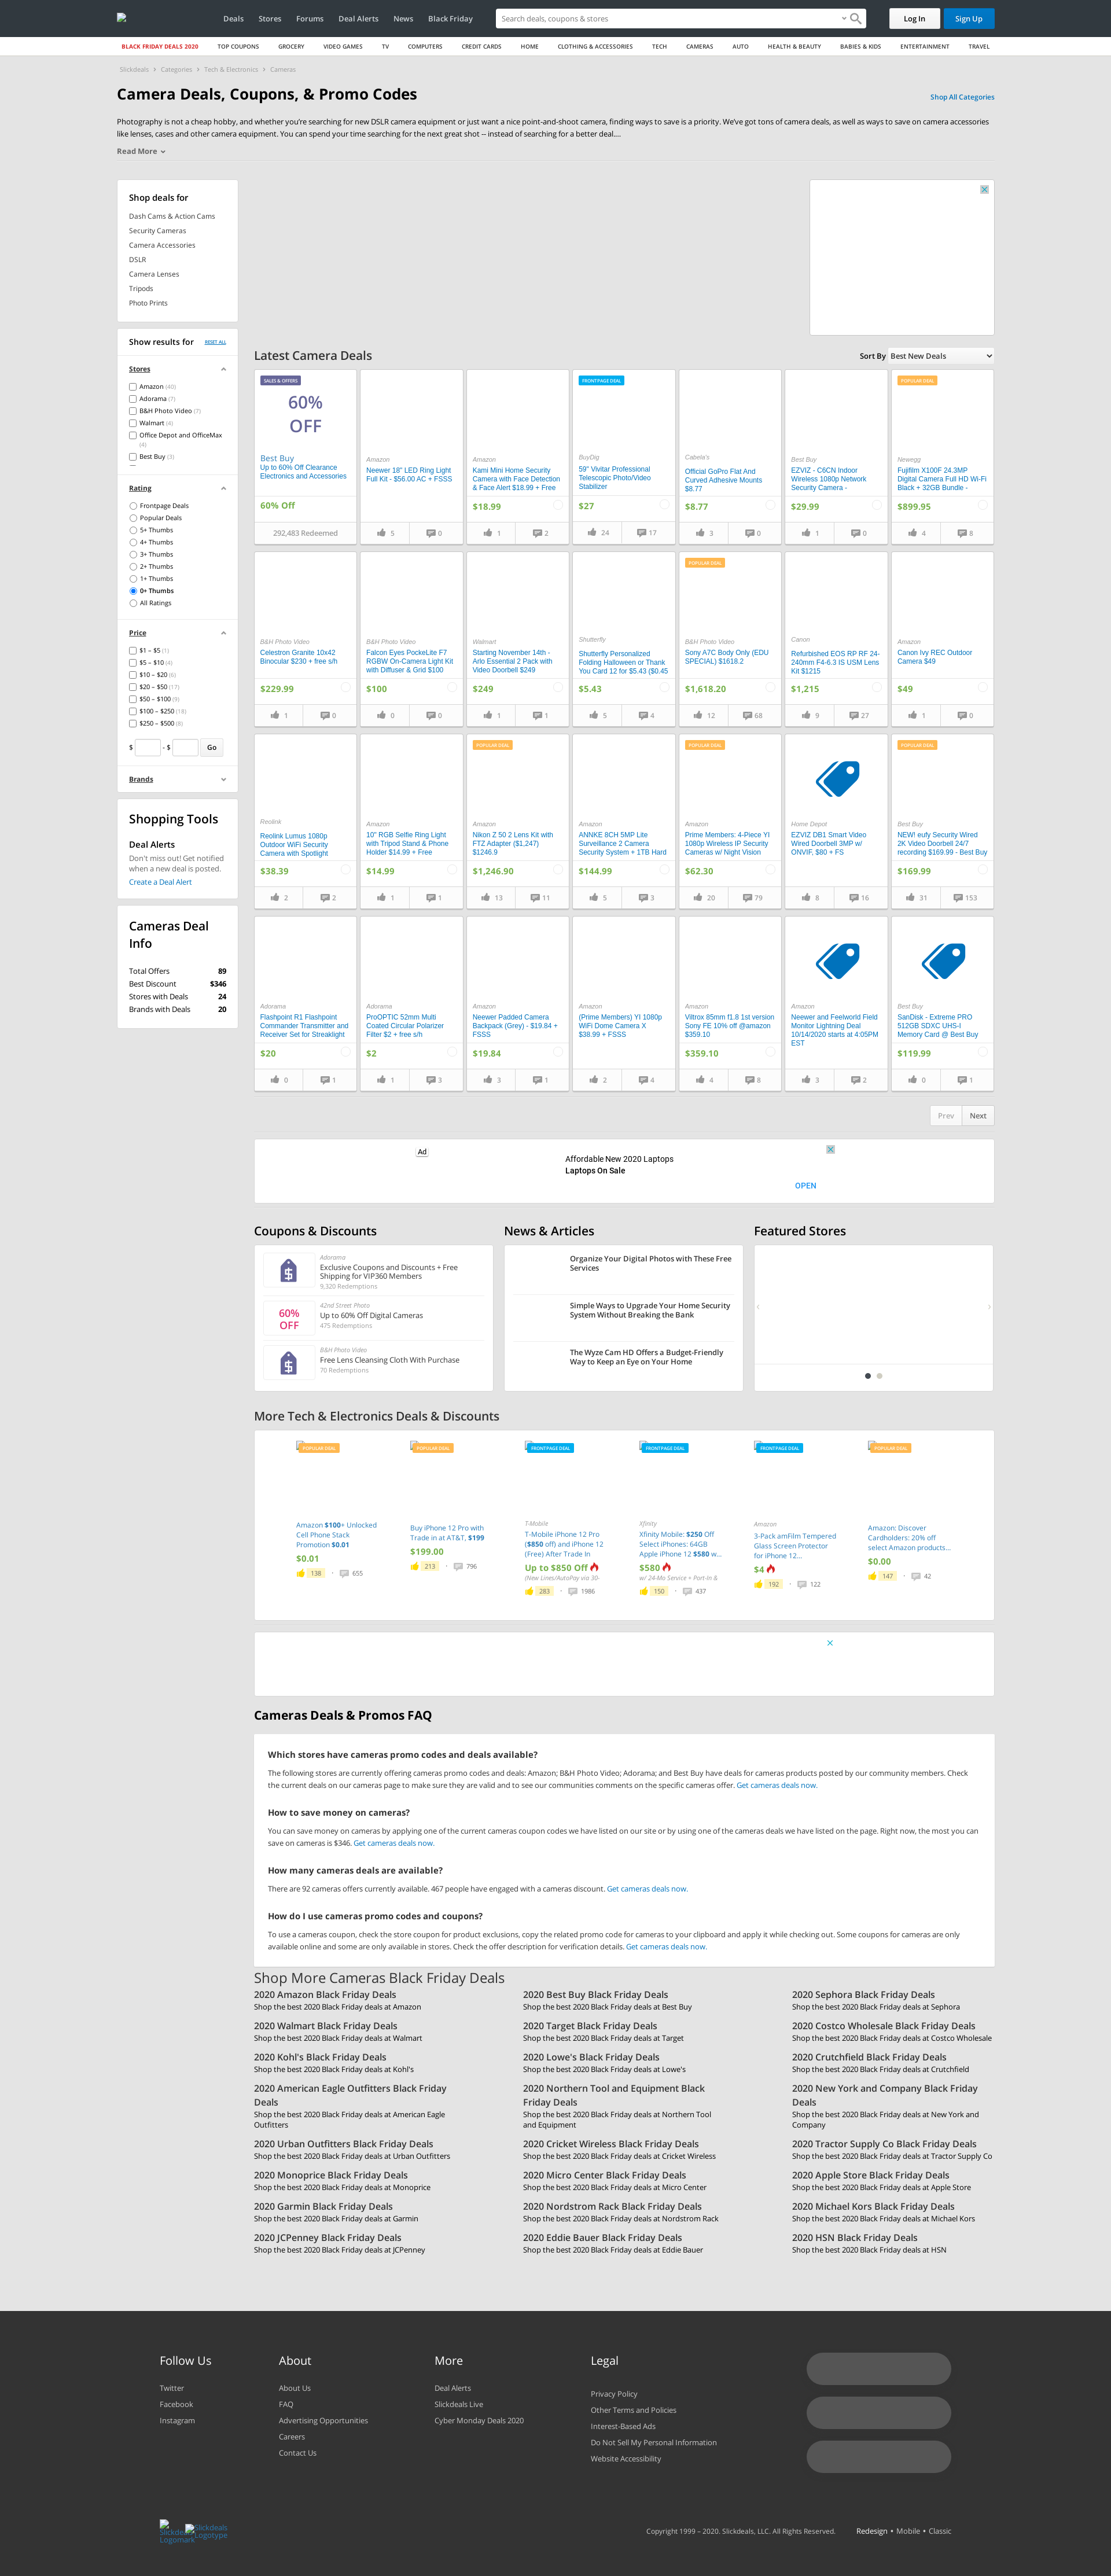 Deals Stores Forums Deal Alerts News Black Friday
Search deals, coupons & stores
Log In Sign Up
BLACK FRIDAY DEALS 2020 TOP COUPONS GROCERY VIDEO GAMES TV COMPUTERS CREDIT CARDS HOME CLOTHING & ACCESSORIES TECH CAMERAS AUTO HEALTH & BEAUTY BABIES & KIDS ENTERTAINMENT TRAVEL
Slickdeals Categories Tech & Electronics Cameras
Camera Deals, Coupons, & Promo Codes
Shop All Categories
Photography is not a cheap hobby, and whether you're searching for new DSLR camera equipment or just want a nice point-and-shoot camera, finding ways to save is a priority. We've got tons of camera deals, as well as ways to save on camera accessories
like lenses, cases and other camera equipment. You can spend your time searching for the next great shot -- instead of searching for a better deal....
Read More
Shop deals for
Dash Cams & Action Cams
Security Cameras
Camera Accessories
DSLR
Camera Lenses
Tripods
Photo Prints
Show results for RESET ALL
Stores
Amazon (40)
Adorama (7)
B&H Photo Video (7)
Walmart (4)
Office Depot and OfficeMax
(4)
Best Buy (3)
Rating
Frontpage Deals
Popular Deals
5+ Thumbs
4+ Thumbs
3+ Thumbs
2+ Thumbs
1+ Thumbs
0+ Thumbs
All Ratings
Price
$1 – $5 (1)
$5 – $10 (4)
$10 – $20 (6)
$20 – $50 (17)
$50 – $100 (9)
$100 – $250 (18)
$250 – $500 (8)
$ - $ Go
Brands
Shopping Tools
Deal Alerts
Don't miss out! Get notified
when a new deal is posted.
Create a Deal Alert
Cameras Deal
Info
Total Offers 89
Best Discount $346
Stores with Deals 24
Brands with Deals 20
Latest Camera Deals
Sort By Best New Deals
SALES & OFFERS
60%
OFF
Best Buy
Up to 60% Off Clearance
Electronics and Accessories
60% Off
292,483 Redeemed
Amazon
Neewer 18" LED Ring Light
Full Kit - $56.00 AC + FSSS
5 0
Amazon
Kami Mini Home Security
Camera with Face Detection
& Face Alert $18.99 + Free
$18.99
1 2
FRONTPAGE DEAL
BuyDig
59" Vivitar Professional
Telescopic Photo/Video
Stabilizer
$27
24 17
Cabela's
Official GoPro Flat And
Curved Adhesive Mounts
$8.77
$8.77
3 0
Best Buy
EZVIZ - C6CN Indoor
Wireless 1080p Network
Security Camera -
$29.99
1 0
POPULAR DEAL
Newegg
Fujifilm X100F 24.3MP
Digital Camera Full HD Wi-Fi
Black + 32GB Bundle -
$899.95
4 8
B&H Photo Video
Celestron Granite 10x42
Binocular $230 + free s/h
$229.99
1 0
B&H Photo Video
Falcon Eyes PockeLite F7
RGBW On-Camera Light Kit
with Diffuser & Grid $100
$100
0 0
Walmart
Starting November 14th -
Arlo Essential 2 Pack with
Video Doorbell $249
$249
1 1
Shutterfly
Shutterfly Personalized
Folding Halloween or Thank
You Card 12 for $5.43 ($0.45
$5.43
5 4
POPULAR DEAL
B&H Photo Video
Sony A7C Body Only (EDU
SPECIAL) $1618.2
$1,618.20
12 68
Canon
Refurbished EOS RP RF 24-
240mm F4-6.3 IS USM Lens
Kit $1215
$1,215
9 27
Amazon
Canon Ivy REC Outdoor
Camera $49
$49
1 0
Reolink
Reolink Lumus 1080p
Outdoor WiFi Security
Camera with Spotlight
$38.39
2 2
Amazon
10" RGB Selfie Ring Light
with Tripod Stand & Phone
Holder $14.99 + Free
$14.99
1 1
POPULAR DEAL
Amazon
Nikon Z 50 2 Lens Kit with
FTZ Adapter ($1,247)
$1246.9
$1,246.90
13 11
Amazon
ANNKE 8CH 5MP Lite
Surveillance 2 Camera
Security System + 1TB Hard
$144.99
5 3
POPULAR DEAL
Amazon
Prime Members: 4-Piece YI
1080p Wireless IP Security
Cameras w/ Night Vision
$62.30
20 79
Home Depot
EZVIZ DB1 Smart Video
Wired Doorbell 3MP w/
ONVIF, $80 + FS
8 16
POPULAR DEAL
Best Buy
NEW! eufy Security Wired
2K Video Doorbell 24/7
recording $169.99 - Best Buy
$169.99
31 153
Adorama
Flashpoint R1 Flashpoint
Commander Transmitter and
Receiver Set for Streaklight
$20
0 1
Adorama
ProOPTIC 52mm Multi
Coated Circular Polarizer
Filter $2 + free s/h
$2
1 3
Amazon
Neewer Padded Camera
Backpack (Grey) - $19.84 +
FSSS
$19.84
3 1
Amazon
(Prime Members) YI 1080p
WiFi Dome Camera X
$38.99 + FSSS
2 4
Amazon
Viltrox 85mm f1.8 1st version
Sony FE 10% off @amazon
$359.10
$359.10
4 8
Amazon
Neewer and Feelworld Field
Monitor Lightning Deal
10/14/2020 starts at 4:05PM
EST
3 2
Best Buy
SanDisk - Extreme PRO
512GB SDXC UHS-I
Memory Card @ Best Buy
$119.99
0 1
Prev Next
Ad
Affordable New 2020 Laptops
Laptops On Sale
OPEN
Coupons & Discounts
Adorama
Exclusive Coupons and Discounts + Free
Shipping for VIP360 Members
9,320 Redemptions
60%
OFF
42nd Street Photo
Up to 60% Off Digital Cameras
475 Redemptions
B&H Photo Video
Free Lens Cleansing Cloth With Purchase
70 Redemptions
News & Articles
Organize Your Digital Photos with These Free
Services
Simple Ways to Upgrade Your Home Security
System Without Breaking the Bank
The Wyze Cam HD Offers a Budget-Friendly
Way to Keep an Eye on Your Home
Featured Stores
More Tech & Electronics Deals & Discounts
POPULAR DEAL
Amazon $100+ Unlocked
Cell Phone Stack
Promotion $0.01
$0.01
138 655
POPULAR DEAL
Buy iPhone 12 Pro with
Trade in at AT&T, $199
$199.00
213 796
FRONTPAGE DEAL
T-Mobile
T-Mobile iPhone 12 Pro
($850 off) and iPhone 12
(Free) After Trade In
Up to $850 Off
(New Lines/AutoPay via 30-
283 1986
FRONTPAGE DEAL
Xfinity
Xfinity Mobile: $250 Off
Select iPhones: 64GB
Apple iPhone 12 $580 w...
$580
w/ 24-Mo Service + Port-In &
150 437
FRONTPAGE DEAL
Amazon
3-Pack amFilm Tempered
Glass Screen Protector
for iPhone 12...
$4
192 122
POPULAR DEAL
Amazon: Discover
Cardholders: 20% off
select Amazon products...
$0.00
147 42
Cameras Deals & Promos FAQ
Which stores have cameras promo codes and deals available?
The following stores are currently offering cameras promo codes and deals: Amazon; B&H Photo Video; Adorama; and Best Buy have deals for cameras products posted by our community members. Check
the current deals on our cameras page to make sure they are valid and to see our communities comments on the specific cameras offer. Get cameras deals now.
How to save money on cameras?
You can save money on cameras by applying one of the current cameras coupon codes we have listed on our site or by using one of the cameras deals we have listed on the page. Right now, the most you can
save on cameras is $346. Get cameras deals now.
How many cameras deals are available?
There are 92 cameras offers currently available. 467 people have engaged with a cameras discount. Get cameras deals now.
How do I use cameras promo codes and coupons?
To use a cameras coupon, check the store coupon for product exclusions, copy the related promo code for cameras to your clipboard and apply it while checking out. Some coupons for cameras are only
available online and some are only available in stores. Check the offer description for verification details. Get cameras deals now.
Shop More Cameras Black Friday Deals
2020 Amazon Black Friday Deals
Shop the best 2020 Black Friday deals at Amazon
2020 Best Buy Black Friday Deals
Shop the best 2020 Black Friday deals at Best Buy
2020 Sephora Black Friday Deals
Shop the best 2020 Black Friday deals at Sephora
2020 Walmart Black Friday Deals
Shop the best 2020 Black Friday deals at Walmart
2020 Target Black Friday Deals
Shop the best 2020 Black Friday deals at Target
2020 Costco Wholesale Black Friday Deals
Shop the best 2020 Black Friday deals at Costco Wholesale
2020 Kohl's Black Friday Deals
Shop the best 2020 Black Friday deals at Kohl's
2020 Lowe's Black Friday Deals
Shop the best 2020 Black Friday deals at Lowe's
2020 Crutchfield Black Friday Deals
Shop the best 2020 Black Friday deals at Crutchfield
2020 American Eagle Outfitters Black Friday
Deals
Shop the best 2020 Black Friday deals at American Eagle
Outfitters
2020 Northern Tool and Equipment Black
Friday Deals
Shop the best 2020 Black Friday deals at Northern Tool
and Equipment
2020 New York and Company Black Friday
Deals
Shop the best 2020 Black Friday deals at New York and
Company
2020 Urban Outfitters Black Friday Deals
Shop the best 2020 Black Friday deals at Urban Outfitters
2020 Cricket Wireless Black Friday Deals
Shop the best 2020 Black Friday deals at Cricket Wireless
2020 Tractor Supply Co Black Friday Deals
Shop the best 2020 Black Friday deals at Tractor Supply Co
2020 Monoprice Black Friday Deals
Shop the best 2020 Black Friday deals at Monoprice
2020 Micro Center Black Friday Deals
Shop the best 2020 Black Friday deals at Micro Center
2020 Apple Store Black Friday Deals
Shop the best 2020 Black Friday deals at Apple Store
2020 Garmin Black Friday Deals
Shop the best 2020 Black Friday deals at Garmin
2020 Nordstrom Rack Black Friday Deals
Shop the best 2020 Black Friday deals at Nordstrom Rack
2020 Michael Kors Black Friday Deals
Shop the best 2020 Black Friday deals at Michael Kors
2020 JCPenney Black Friday Deals
Shop the best 2020 Black Friday deals at JCPenney
2020 Eddie Bauer Black Friday Deals
Shop the best 2020 Black Friday deals at Eddie Bauer
2020 HSN Black Friday Deals
Shop the best 2020 Black Friday deals at HSN
Follow Us
Twitter
Facebook
Instagram
About
About Us
FAQ
Advertising Opportunities
Careers
Contact Us
More
Deal Alerts
Slickdeals Live
Cyber Monday Deals 2020
Legal
Privacy Policy
Other Terms and Policies
Interest-Based Ads
Do Not Sell My Personal Information
Website Accessibility
Slickdeals
Logomark
Slickdeals
Logotype
Copyright 1999 – 2020. Slickdeals, LLC. All Rights Reserved.
Redesign • Mobile • Classic